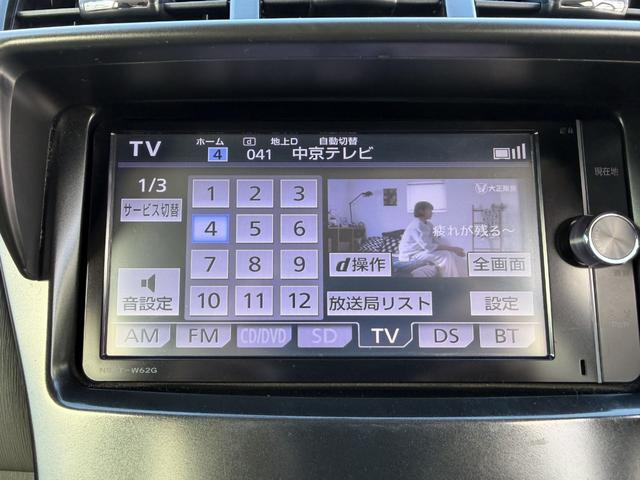 TV
ホーム d 地上D 自動切替
4 041 中京テレビ
現在地
1/3
サービス切替
1 2 3
4 5 6
7 8 9
10 11 12
大正製薬
疲れが残る〜
d操作
全画面
音設定
放送局リスト
設定
AM FM CD/DVD SD TV DS BT
-W62G